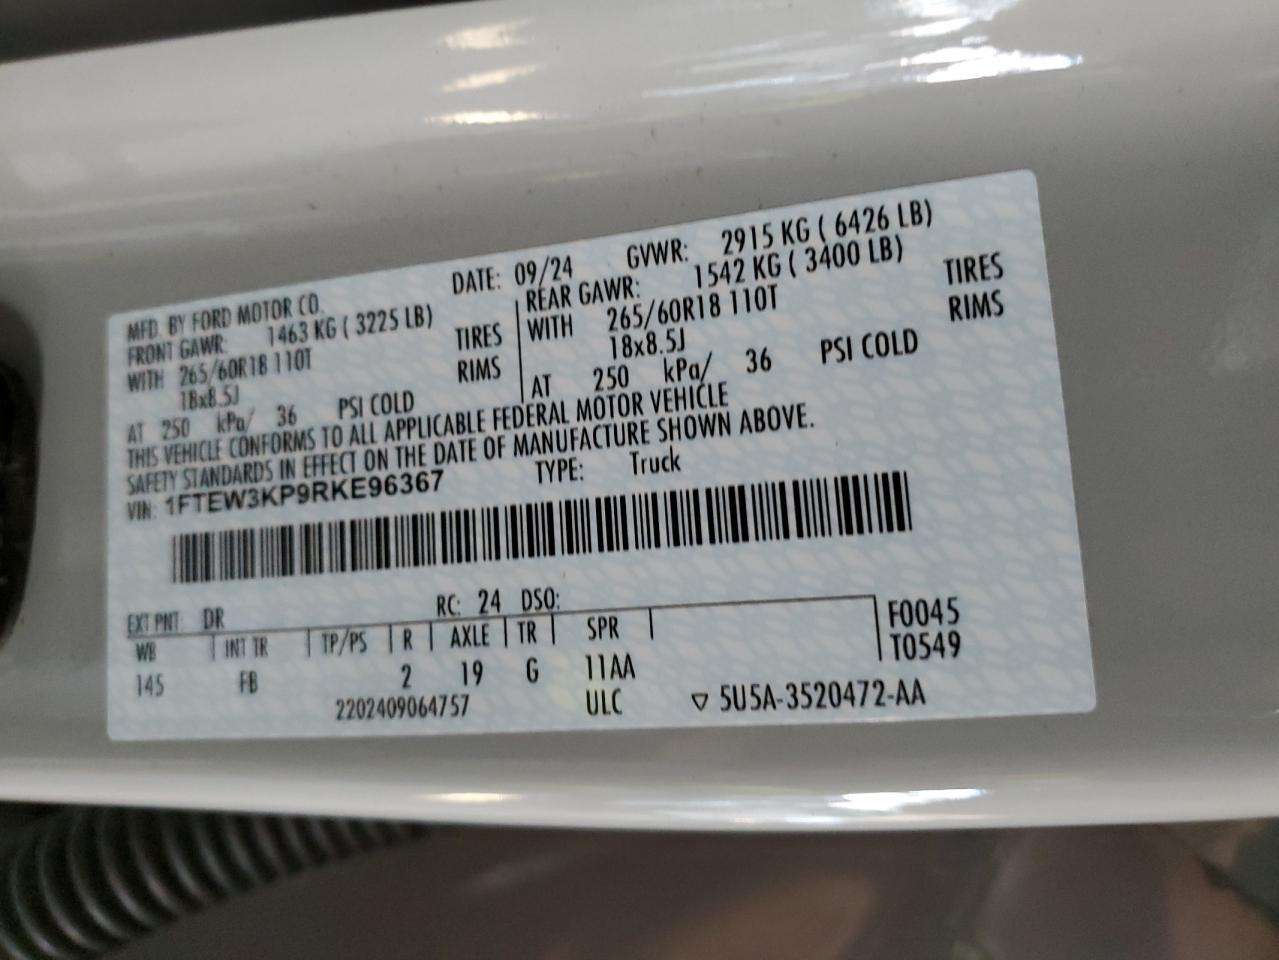 MFD. BY FORD MOTOR CO.
DATE: 09/24 GVWR: 2915 KG ( 6426 LB)
FRONT GAWR: 1463 KG ( 3225 LB)
WITH 265/60R18 110T TIRES
18x8.5J RIMS
AT 250 kPa/ 36 PSI COLD
REAR GAWR: 1542 KG ( 3400 LB)
WITH 265/60R18 110T TIRES
18x8.5J RIMS
AT 250 kPa/ 36 PSI COLD
THIS VEHICLE CONFORMS TO ALL APPLICABLE FEDERAL MOTOR VEHICLE
SAFETY STANDARDS IN EFFECT ON THE DATE OF MANUFACTURE SHOWN ABOVE.
VIN: 1FTEW3KP9RKE96367 TYPE: Truck
EXT PNT: DR RC: 24 DSO:
WB INT TR TP/PS R AXLE TR SPR
145 FB 2 19 G 11AA
F0045
T0549
2202409064757 ULC ▽ 5U5A-3520472-AA